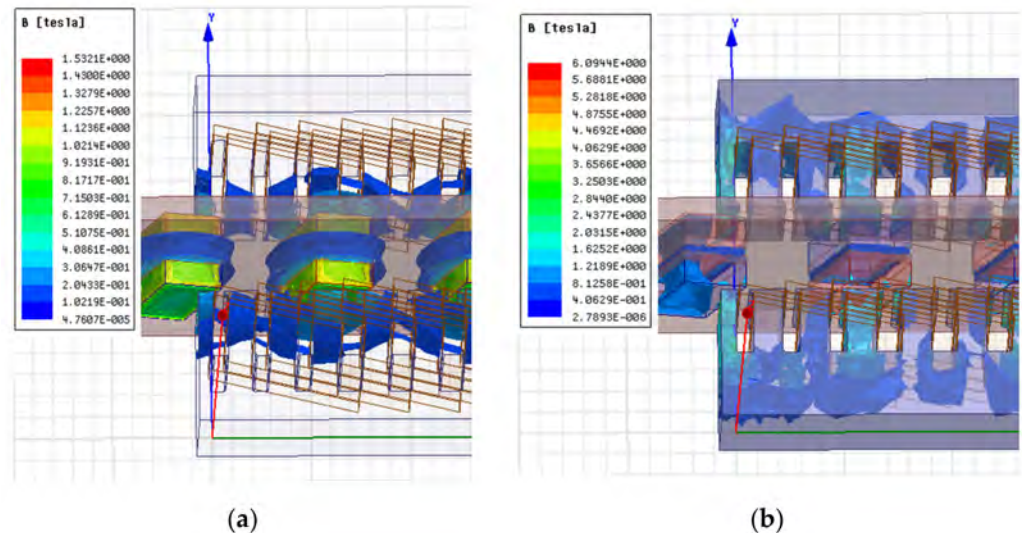 B [tesla]
1.5321E+000
1.4300E+000
1.3279E+000
1.2257E+000
1.1236E+000
1.0214E+000
9.1931E-001
8.1717E-001
7.1503E-001
6.1289E-001
5.1075E-001
4.0861E-001
3.0647E-001
2.0433E-001
1.0219E-001
4.7607E-005
Y
B [tesla]
6.0944E+000
5.6881E+000
5.2818E+000
4.8755E+000
4.4692E+000
4.0629E+000
3.6566E+000
3.2503E+000
2.8440E+000
2.4377E+000
2.0315E+000
1.6252E+000
1.2189E+000
8.1258E-001
4.0629E-001
2.7893E-006
Y
(a)
(b)